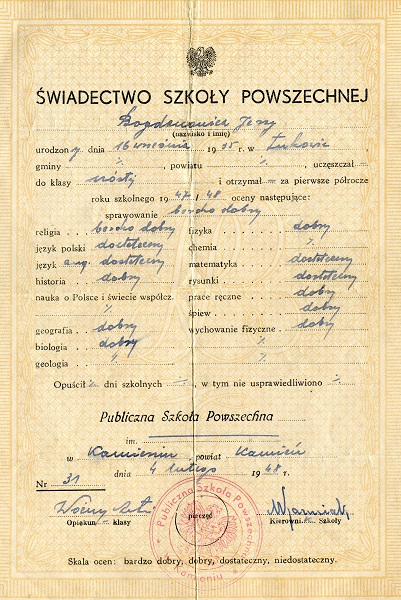 ŚWIADECTWO SZKOŁY POWSZECHNEJ
Bogdanowicz Jerzy
(nazwisko i imię)
urodzony dnia 16 września 1935 r. w Łukowie
gminy ./. , powiatu ./. , uczęszczał
do klasy szóstej i otrzymał za pierwsze półrocze
roku szkolnego 1947/48 oceny następujące:
sprawowanie bardzo dobry
religia bardzo dobry fizyka dobry
język polski dostateczny chemia ./.
język ang. dostateczny matematyka dostateczny
historia dobry rysunki dostateczny
nauka o Polsce i świecie współcz. ./. prace ręczne dobry
śpiew dobry
geografia dobry wychowanie fizyczne dobry
biologia dobry ./.
geologia ./. ./.
Opuścił ./. dni szkolnych ./. , w tym nie usprawiedliwiono ./.
Publiczna Szkoła Powszechna
im.
w Kamieniu powiat Kamień
dnia 4 lutego 1948 r.
Nr 31
Opiekun klasy pieczęć Kierown. Szkoły
Publiczna Szkoła Powszechna w Kamieniu
Skala ocen: bardzo dobry, dobry, dostateczny, niedostateczny.